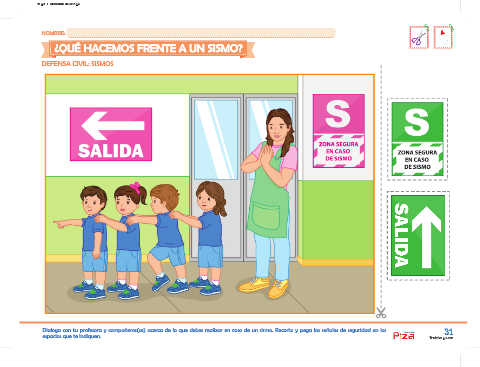 NOMBRE:
¿QUÉ HACEMOS FRENTE A UN SISMO?
DEFENSA CIVIL: SISMOS
SALIDA
S
ZONA SEGURA
EN CASO
DE SISMO
S
ZONA SEGURA
EN CASO
DE SISMO
SALIDA
Dialoga con tu profesora y compañeros(as) acerca de lo que debes realizar en caso de un sismo. Recorta y pega las señales de seguridad en los
espacios que te indiquen.
31